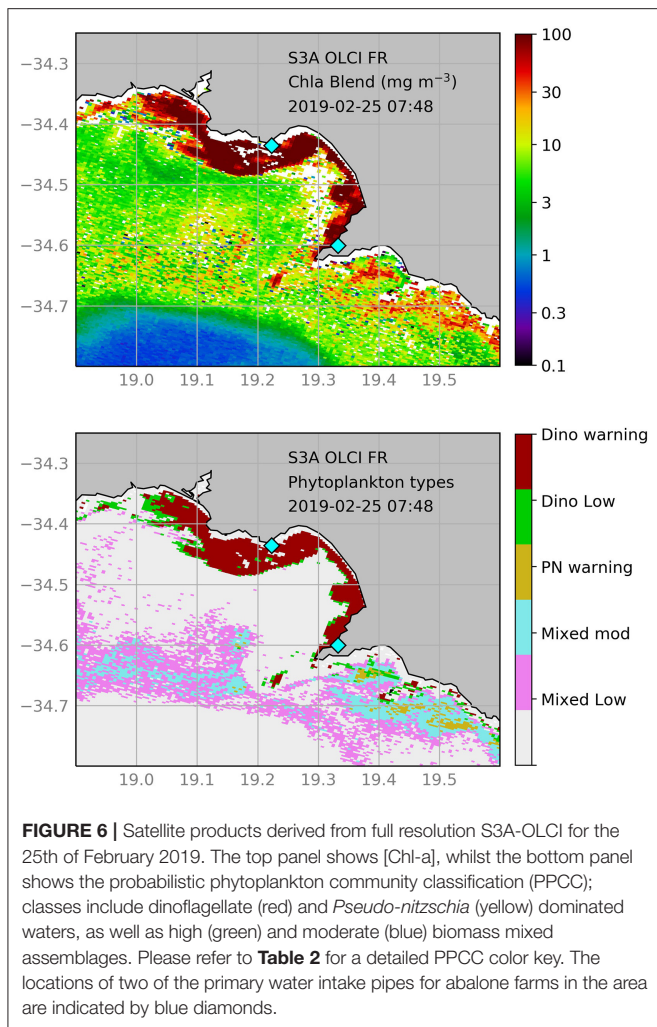 −34.3
−34.4
−34.5
−34.6
−34.7
S3A OLCI FR
Chla Blend (mg m⁻³)
2019-02-25 07:48
100
30
10
3
1
0.3
0.1
19.0 19.1 19.2 19.3 19.4 19.5
−34.3
−34.4
−34.5
−34.6
−34.7
S3A OLCI FR
Phytoplankton types
2019-02-25 07:48
Dino warning
Dino Low
PN warning
Mixed mod
Mixed Low
19.0 19.1 19.2 19.3 19.4 19.5
FIGURE 6 | Satellite products derived from full resolution S3A-OLCI for the
25th of February 2019. The top panel shows [Chl-a], whilst the bottom panel
shows the probabilistic phytoplankton community classification (PPCC);
classes include dinoflagellate (red) and Pseudo-nitzschia (yellow) dominated
waters, as well as high (green) and moderate (blue) biomass mixed
assemblages. Please refer to Table 2 for a detailed PPCC color key. The
locations of two of the primary water intake pipes for abalone farms in the area
are indicated by blue diamonds.